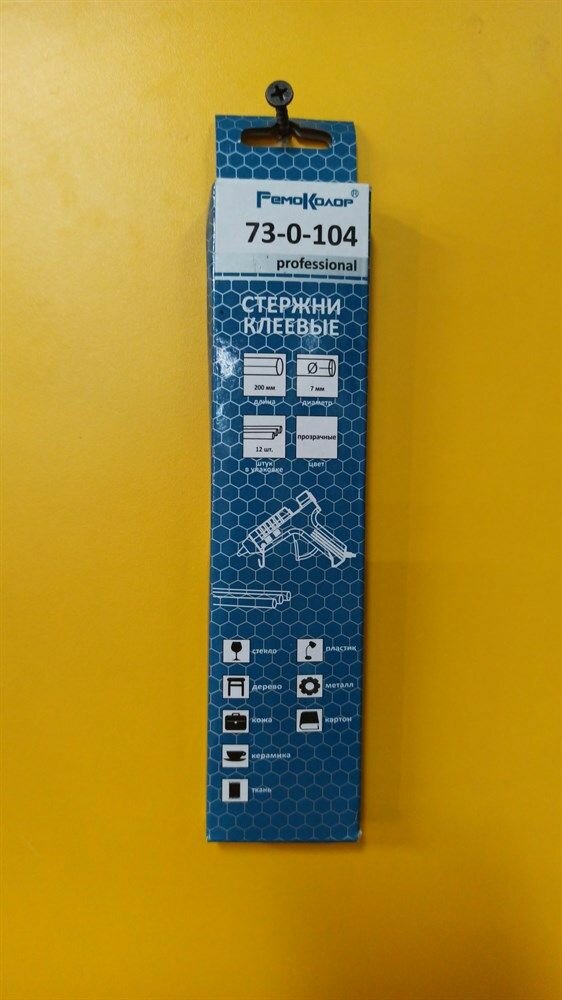 РемоКолор®
73-0-104
professional
СТЕРЖНИ
КЛЕЕВЫЕ
200 мм
длина
Ø
7 мм
диаметр
12 шт.
штук
в упаковке
прозрачные
цвет
стекло
пластик
дерево
металл
кожа
картон
керамика
ткань